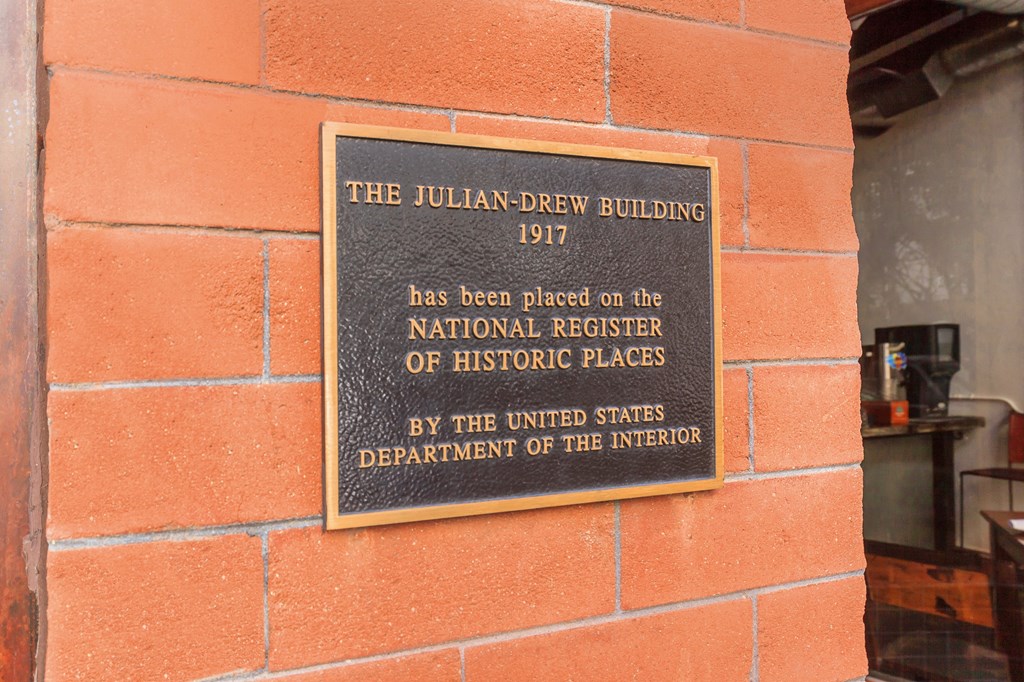 THE JULIAN-DREW BUILDING
1917
has been placed on the
NATIONAL REGISTER
OF HISTORIC PLACES
BY THE UNITED STATES
DEPARTMENT OF THE INTERIOR